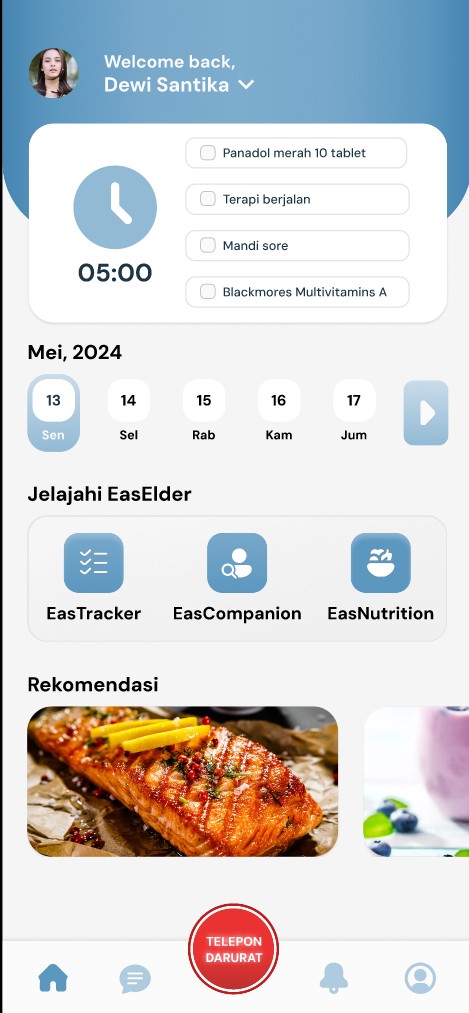 Welcome back,
Dewi Santika
Panadol merah 10 tablet
Terapi berjalan
Mandi sore
Blackmores Multivitamins A
05:00
Mei, 2024
13 14 15 16 17
Sen Sel Rab Kam Jum
Jelajahi EasElder
EasTracker EasCompanion EasNutrition
Rekomendasi
TELEPON
DARURAT